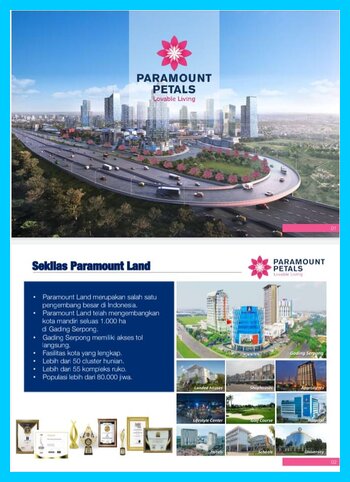 PARAMOUNT
PETALS
Lovable Living
01
Sekilas Paramount Land
PARAMOUNT
PETALS
Lovable Living
• Paramount Land merupakan salah satu
pengembang besar di Indonesia.
• Paramount Land telah mengembangkan
kota mandiri seluas 1.000 ha
di Gading Serpong.
• Gading Serpong memiliki akses tol
langsung.
• Fasilitas kota yang lengkap.
• Lebih dari 50 cluster hunian.
• Lebih dari 55 kompleks ruko.
• Populasi lebih dari 80.000 jiwa.
Gading Serpong
Landed houses
Shophouses
Apartments
Lifestyle Center
Golf Course
Hospital
Hotels
Schools
University
02